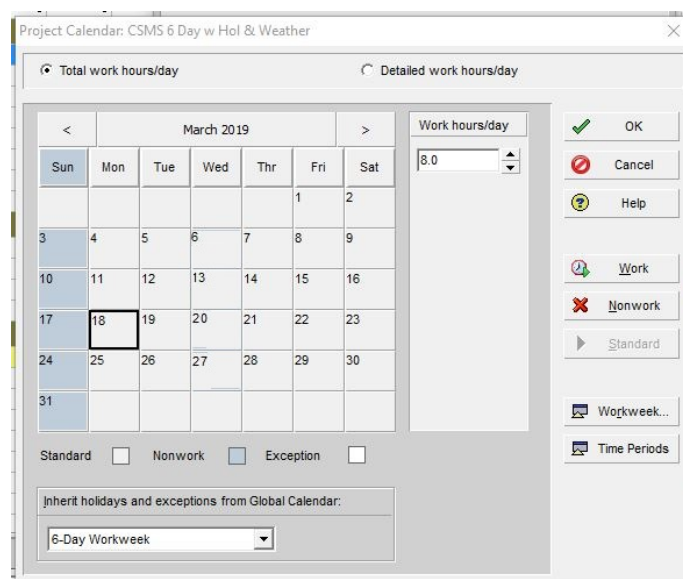 Project Calendar: CSMS 6 Day w Hol & Weather
Total work hours/day Detailed work hours/day
< March 2019 > Work hours/day
Sun Mon Tue Wed Thr Fri Sat
8.0
1 2
3 4 5 6 7 8 9
10 11 12 13 14 15 16
17 18 19 20 21 22 23
24 25 26 27 28 29 30
31
Standard Nonwork Exception
Inherit holidays and exceptions from Global Calendar:
6-Day Workweek
OK
Cancel
Help
Work
Nonwork
Standard
Workweek...
Time Periods